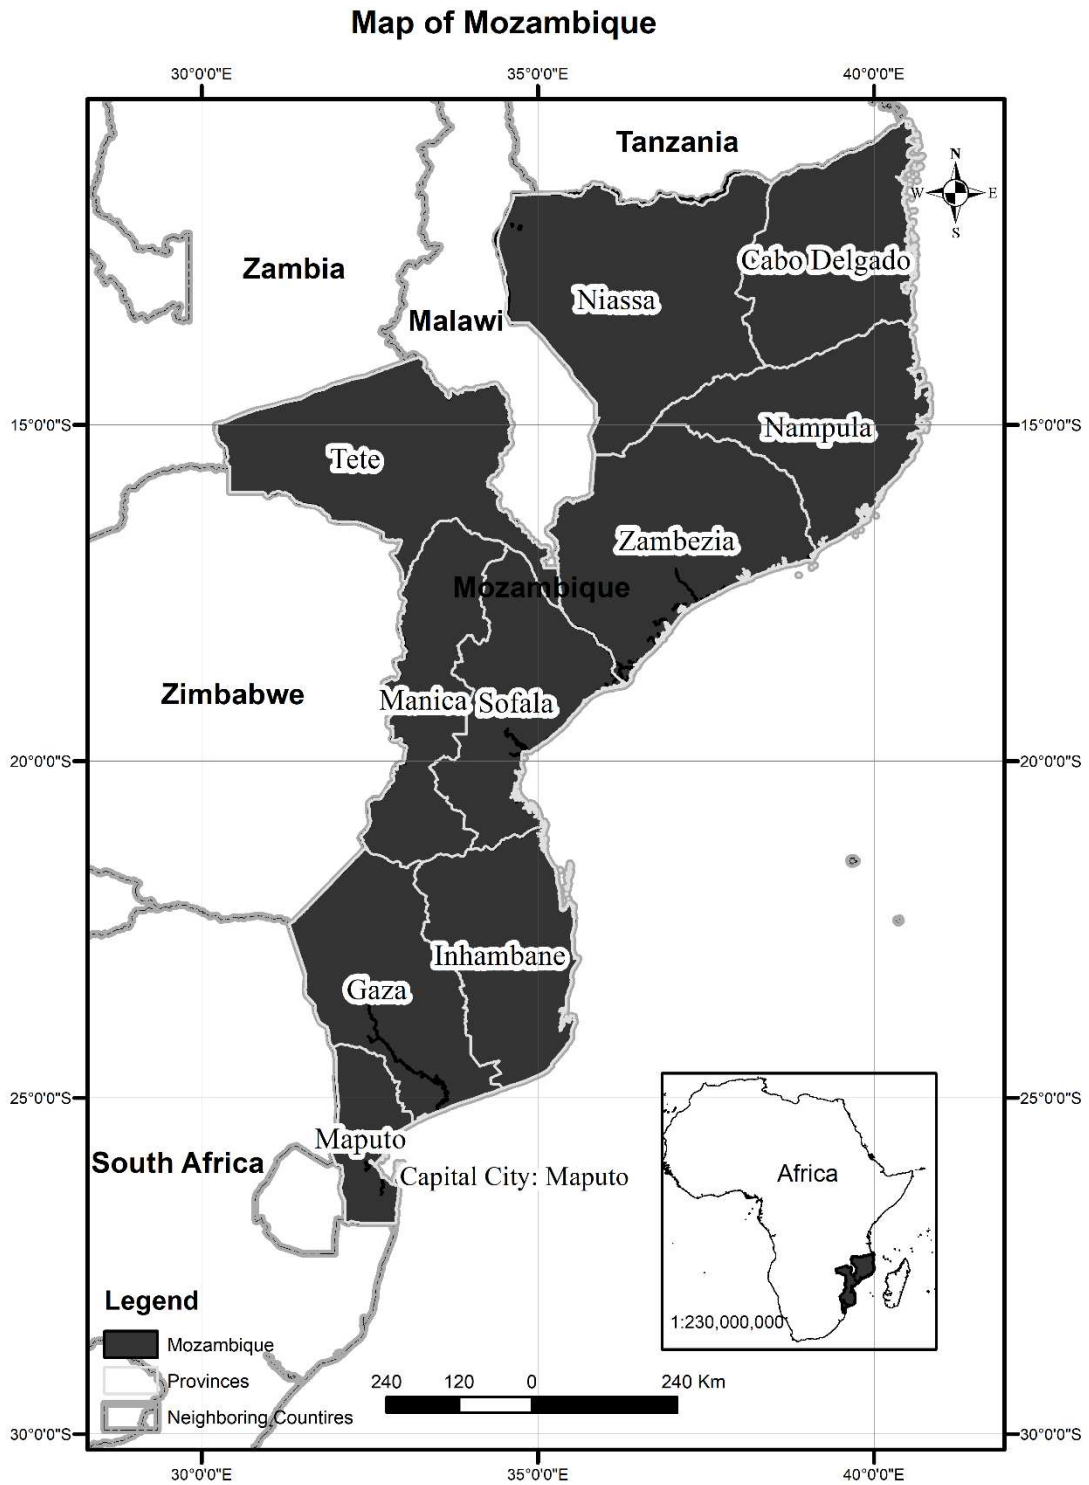 Map of Mozambique
30°0'0"E 35°0'0"E 40°0'0"E
Tanzania
N
W E
S
Cabo Delgado
Zambia
Niassa
Malawi
15°0'0"S 15°0'0"S
Nampula
Tete
Zambezia
Mozambique
Zimbabwe
Manica Sofala
20°0'0"S 20°0'0"S
Inhambane
Gaza
25°0'0"S 25°0'0"S
Maputo
South Africa
Capital City: Maputo
Africa
1:230,000,000
Legend
Mozambique
Provinces
Neighboring Countires
240 120 0 240 Km
30°0'0"S 30°0'0"S
30°0'0"E 35°0'0"E 40°0'0"E